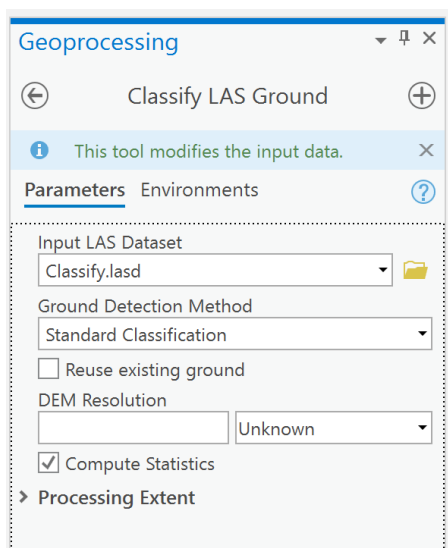 Geoprocessing
Classify LAS Ground
This tool modifies the input data.
Parameters Environments
Input LAS Dataset
Classify.lasd
Ground Detection Method
Standard Classification
Reuse existing ground
DEM Resolution
Unknown
Compute Statistics
Processing Extent